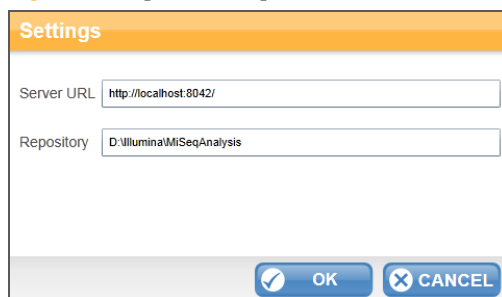 Settings
Server URL http://localhost:8042/
Repository D:\Illumina\MiSeqAnalysis
OK CANCEL